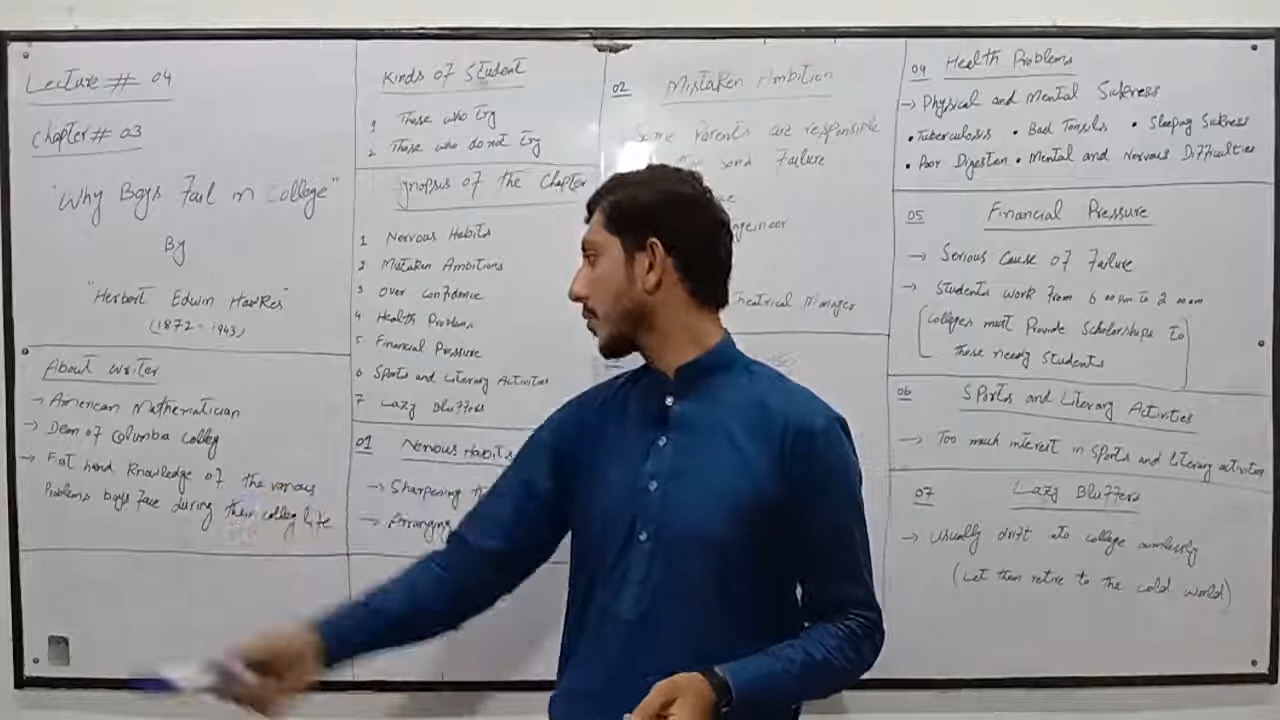 Lecture # 04
Chapter # 03
"Why Boys Fail in College"
By
"Herbert Edwin Hawkes"
(1872 - 1943)
About writer
→ American Mathematician
→ Dean of Columbia Colleg
→ First hand Knowledge of the various
Problems boys face during their colleg life
Kinds of Student
1 Those who try
2 Those who do not try
ynopsis of the Chapter
1 Nervous Habits
2 Mistaken Ambitions
3 Over Confidence
4 Health Problems
5 Financial Pressure
6 Sports and Literary Activities
7 Lazy Bluffers
01 Nervous Habits
→ Sharpening
→ Arranging
02 Mistaken Ambition
Some Parents are responsible
sons Failure
ngineer
heatrical Manager
04 Health Problems
→ Physical and Mental Sickness
• Tuberculosis • Bad Tonsils • Sleeping Sickness
• Poor Digestion • Mental and Nervous Difficulties
05 Financial Pressure
→ Serious Cause of Failure
→ Students work from 6 00 pm to 2 00 am
(Colleges must Provide Scholorships to
these needy Students)
06 Sports and Literary Activities
→ Too much interest in Sports and Literary activities
07 Lazy Bluffers
→ Usually drift into college aimlessly
(Let them retire to the cold world)